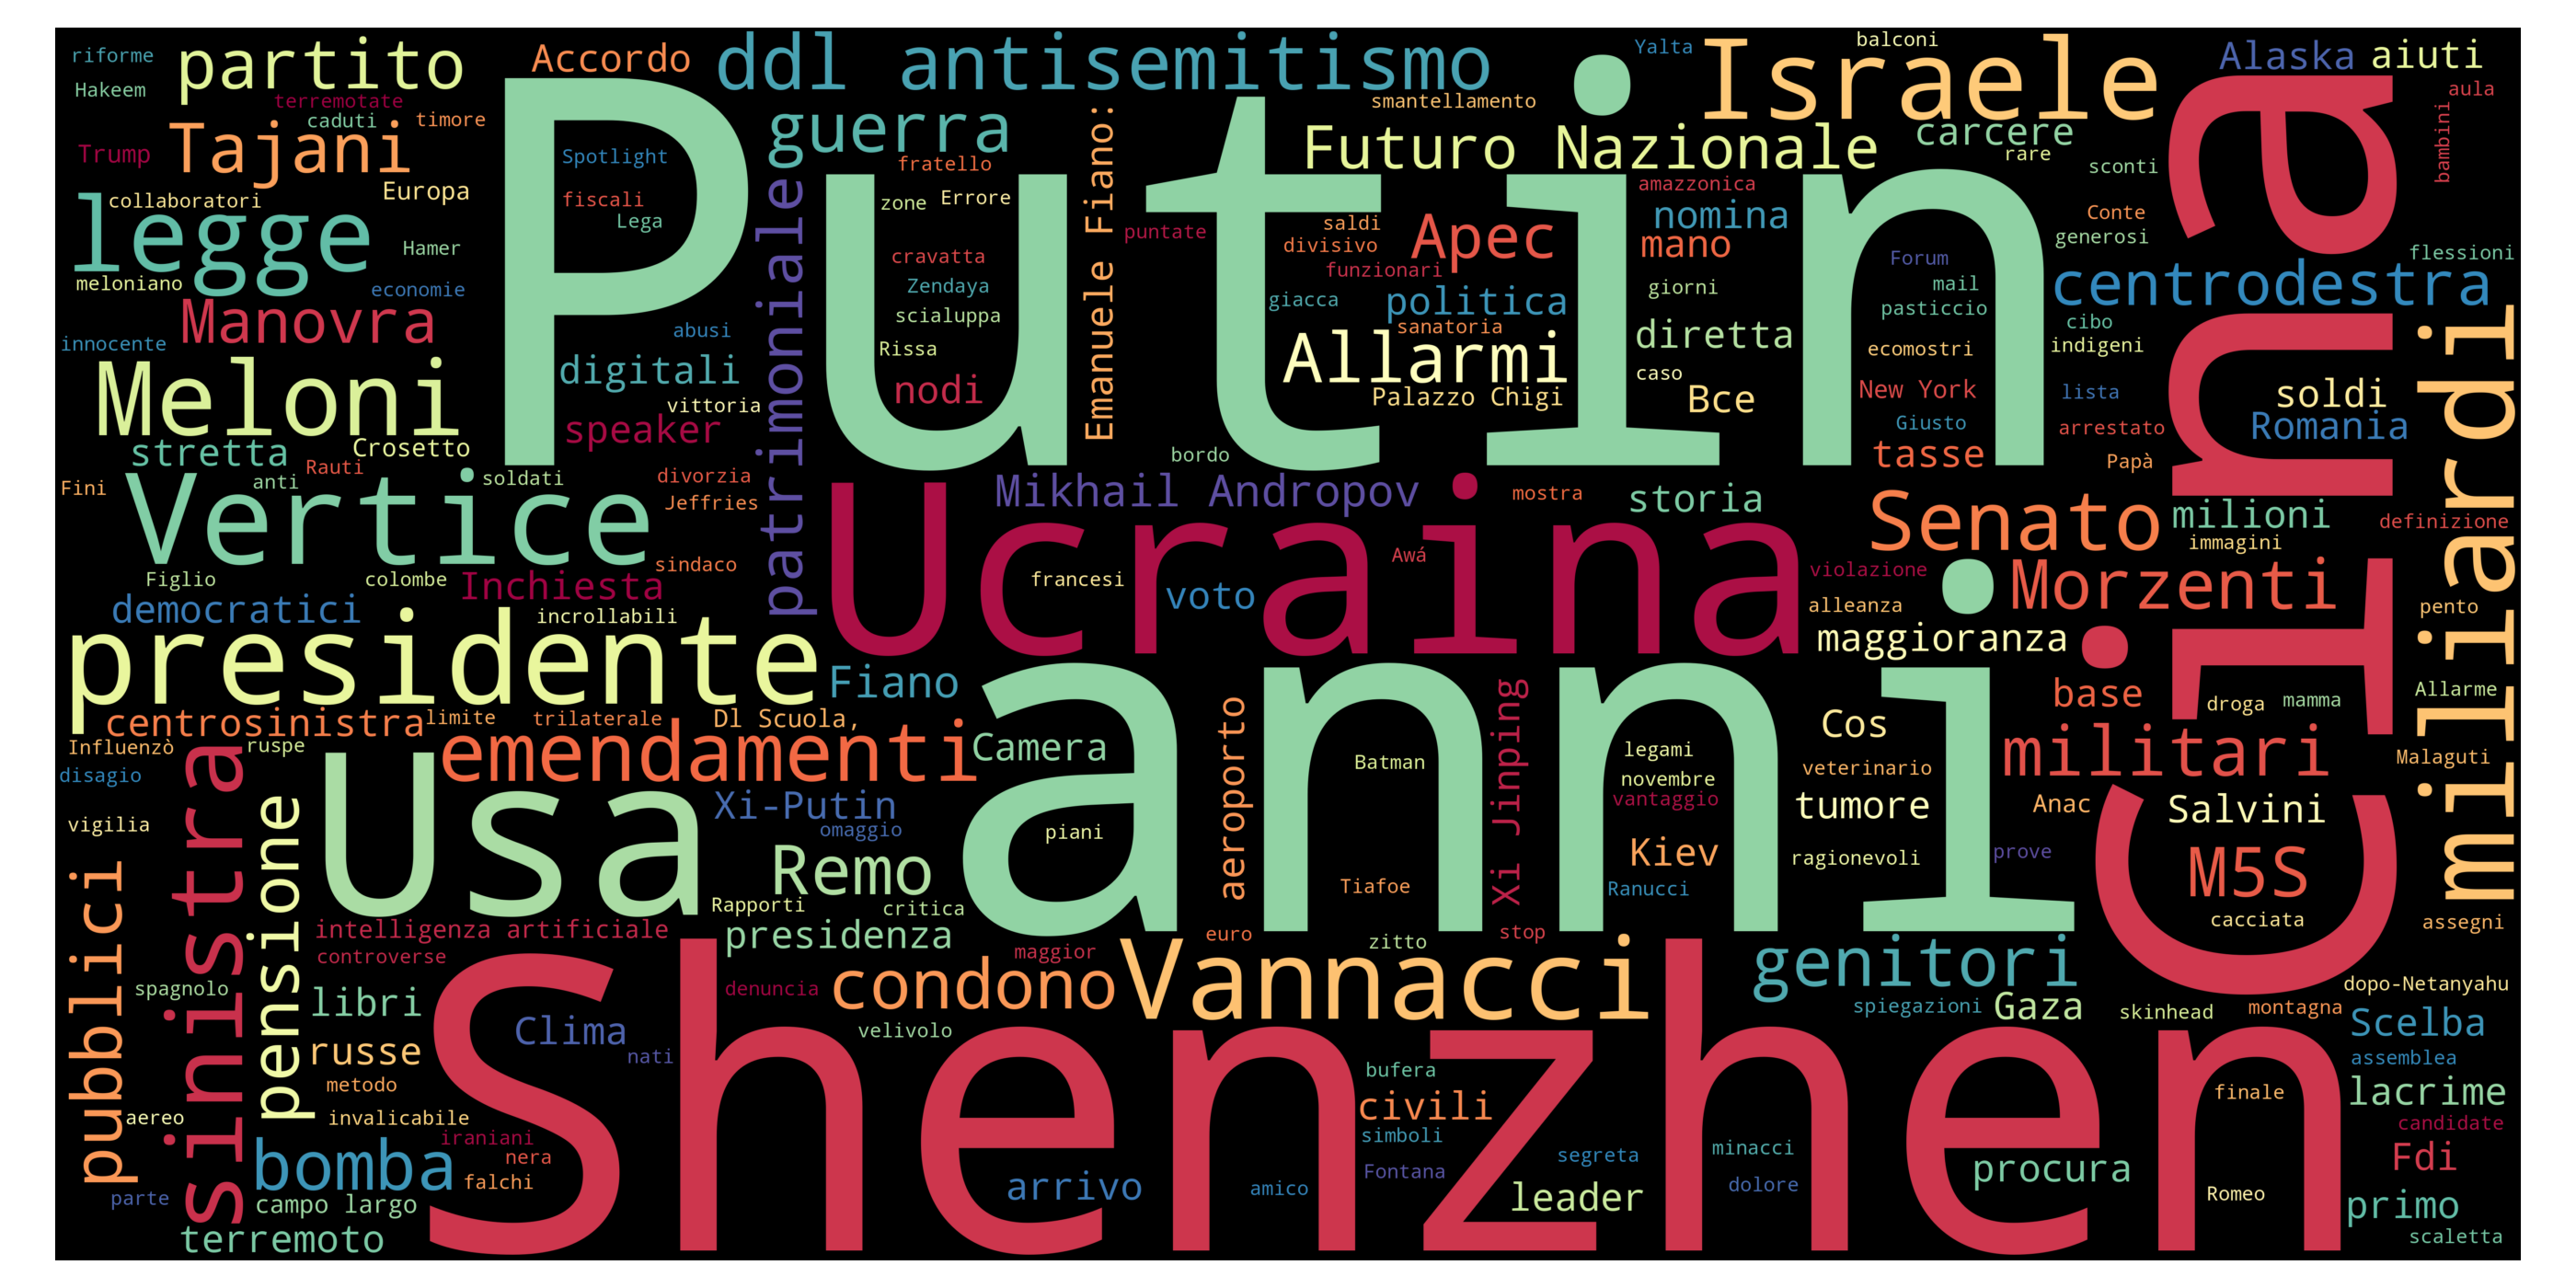 riforme
partito
Accordo
ddl antisemitismo
Yalta
Israele
balconi
Alaska
aiuti
Hakeem
terremotate
caduti
timore
guerra
Emanuele Fiano:
smantellamento
Futuro Nazionale
carcere
rare
aula
bambini
Trump
Tajani
Spotlight
Putin
fratello
sconti
collaboratori
Europa
fiscali
Lega
zone
Errore
amazzonica
nomina
Conte
generosi
legge
Hamer
patrimoniale
puntate
saldi
divisivo
Apec
mano
flessioni
meloniano
economie
cravatta
Zendaya
funzionari
giacca
politica
giorni
Forum
mail
centrodestra
Manovra
innocente
abusi
scialuppa
Rissa
sanatoria
diretta
pasticcio
cibo
indigeni
Meloni
digitali
nodi
Allarmi
Palazzo Chigi
caso
Bce
ecomostri
New York
lista
soldi
miliardi
vittoria
speaker
Giusto
arrestato
Romania
stretta
Crosetto
bordo
tasse
Papà
Cina
Fini
Rauti
anti
Vertice
soldati
divorzia
Jeffries
Mikhail Andropov
mostra
storia
Senato
milioni
definizione
immagini
Ucraina
Awá
Figlio
colombe
Inchiesta
sindaco
francesi
voto
violazione
Morzenti
democratici
incrollabili
alleanza
pento
presidente
Fiano
maggioranza
base
droga
mamma
Allarme
centrosinistra
limite
trilaterale
Dl Scuola,
aeroporto
Xi Jinping
anni
Cos
militari
Influenzò
ruspe
disagio
emendamenti
Camera
Batman
legami
novembre
vantaggio
veterinario
Malaguti
sinistra
pensione
Usa
Xi-Putin
omaggio
piani
tumore
Anac
Salvini
vigilia
Remo
Tiafoe
Ranucci
Kiev
ragionevoli
prove
M5S
pubblici
Rapporti
critica
cacciata
assegni
intelligenza artificiale
controverse
presidenza
maggior
euro
zitto
stop
spagnolo
libri
denuncia
condono
Vannacci
genitori
dopo-Netanyahu
Clima
nati
velivolo
spiegazioni
Gaza
skinhead
montagna
Scelba
russe
metodo
bufera
assemblea
aereo
invalicabile
Shenzhen
civili
finale
lacrime
iraniani
simboli
minacci
candidate
bomba
nera
falchi
segreta
Fontana
procura
Fdi
parte
campo largo
arrivo
amico
leader
dolore
Romeo
primo
terremoto
scaletta